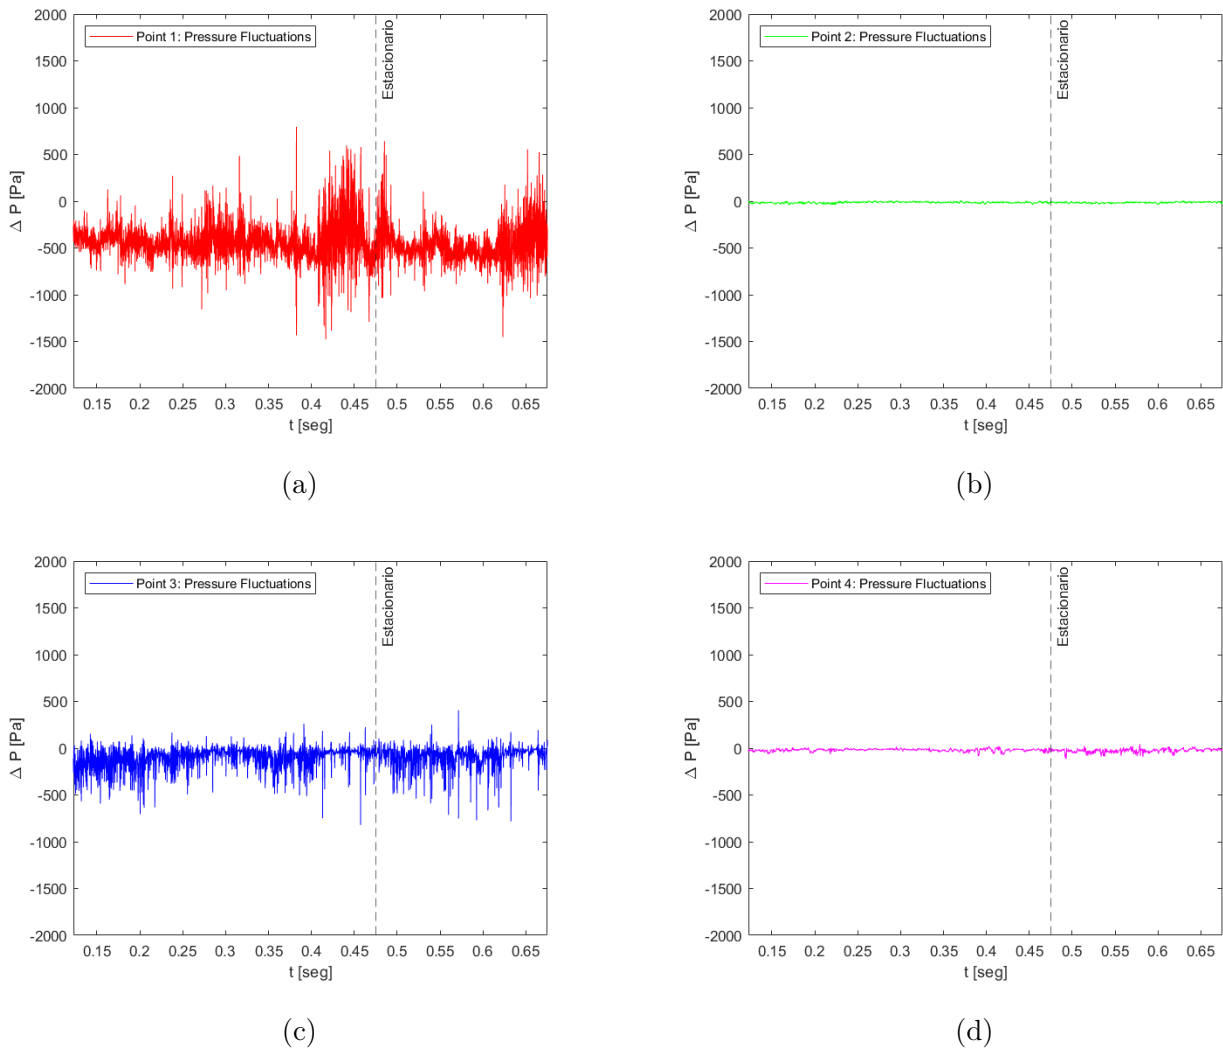 2000
Point 1: Pressure Fluctuations
Estacionario
1500
1000
500
0
-500
-1000
-1500
-2000
Δ P [Pa]
0.15 0.2 0.25 0.3 0.35 0.4 0.45 0.5 0.55 0.6 0.65
t [seg]
(a)
2000
Point 2: Pressure Fluctuations
Estacionario
1500
1000
500
0
-500
-1000
-1500
-2000
Δ P [Pa]
0.15 0.2 0.25 0.3 0.35 0.4 0.45 0.5 0.55 0.6 0.65
t [seg]
(b)
2000
Point 3: Pressure Fluctuations
Estacionario
1500
1000
500
0
-500
-1000
-1500
-2000
Δ P [Pa]
0.15 0.2 0.25 0.3 0.35 0.4 0.45 0.5 0.55 0.6 0.65
t [seg]
(c)
2000
Point 4: Pressure Fluctuations
Estacionario
1500
1000
500
0
-500
-1000
-1500
-2000
Δ P [Pa]
0.15 0.2 0.25 0.3 0.35 0.4 0.45 0.5 0.55 0.6 0.65
t [seg]
(d)